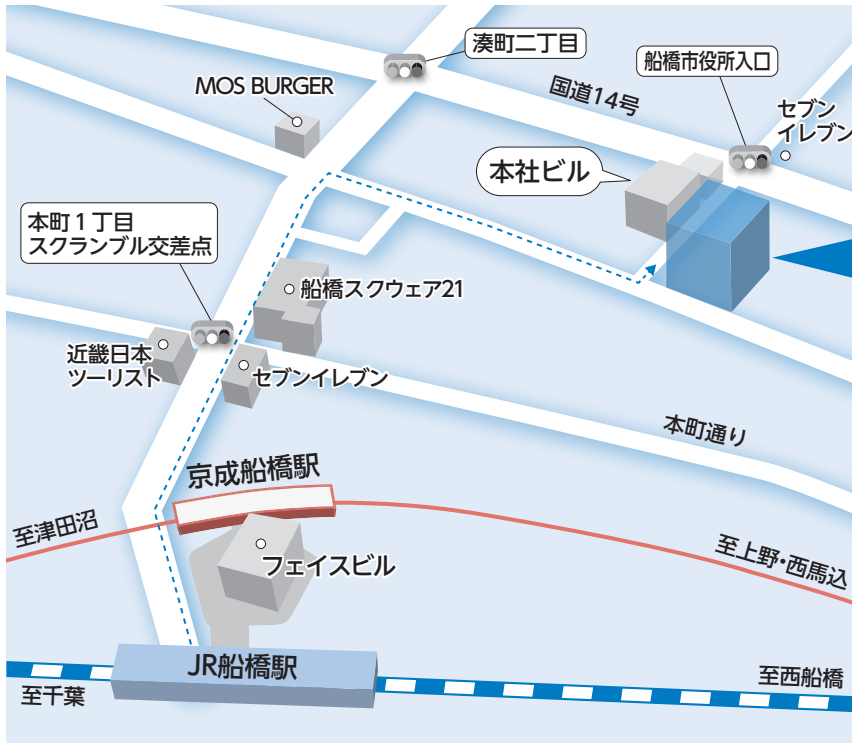 湊町二丁目
船橋市役所入口
MOS BURGER
国道14号
セブン
イレブン
本社ビル
本町1丁目
スクランブル交差点
船橋スクウェア21
近畿日本
ツーリスト
セブンイレブン
本町通り
京成船橋駅
至津田沼
フェイスビル
至上野・西馬込
JR船橋駅
至西船橋
至千葉